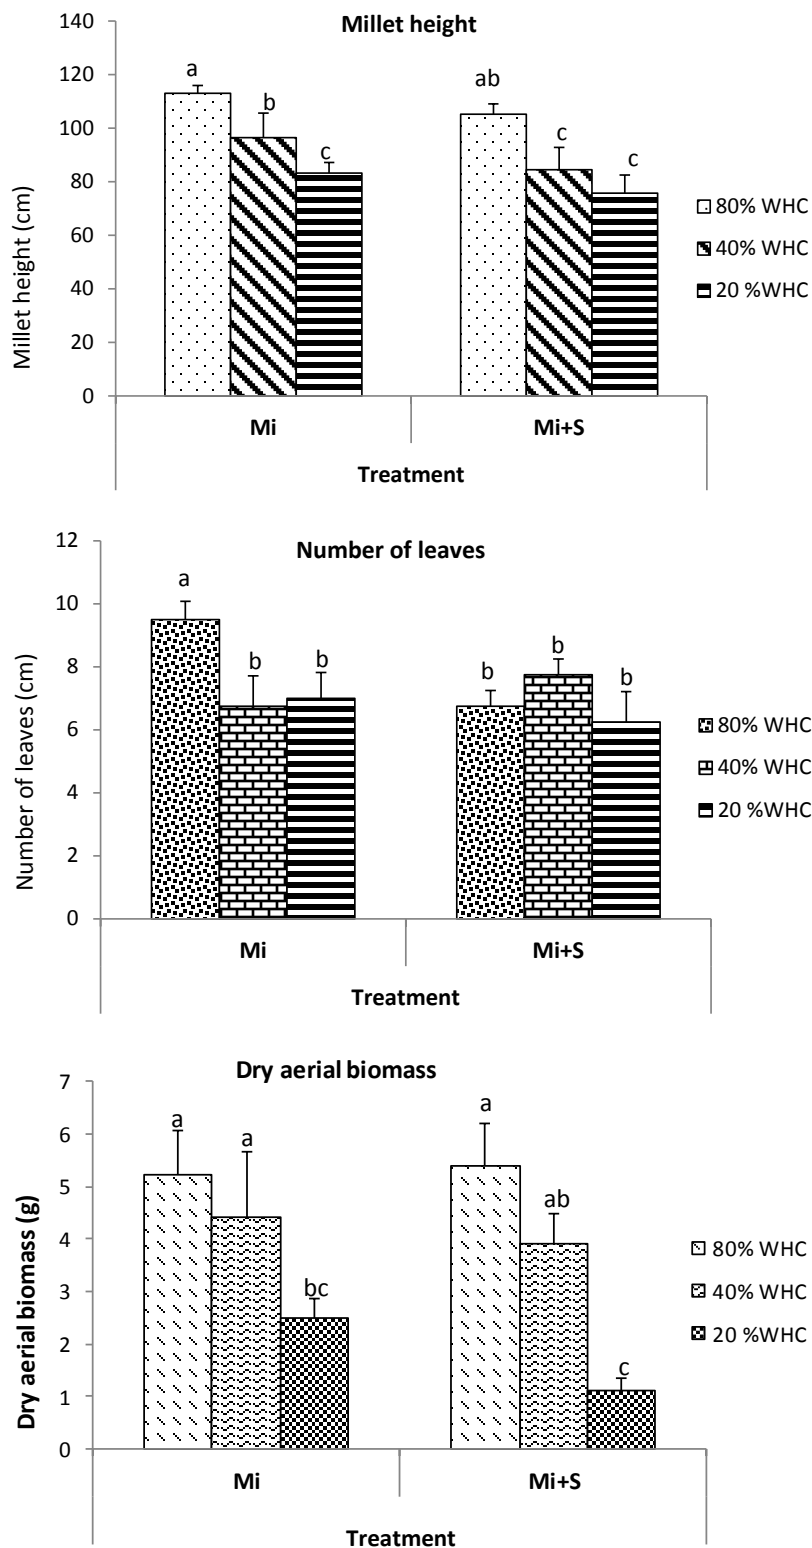 Millet height
Millet height (cm)
140
120
100
80
60
40
20
0
a
b
c
ab
c
c
80% WHC
40% WHC
20 %WHC
Mi
Mi+S
Treatment
Number of leaves
Number of leaves (cm)
12
10
8
6
4
2
0
a
b
b
b
b
b
80% WHC
40% WHC
20 %WHC
Mi
Mi+S
Treatment
Dry aerial biomass
Dry aerial biomass (g)
7
6
5
4
3
2
1
0
a
a
bc
a
ab
c
80% WHC
40% WHC
20 %WHC
Mi
Mi+S
Treatment